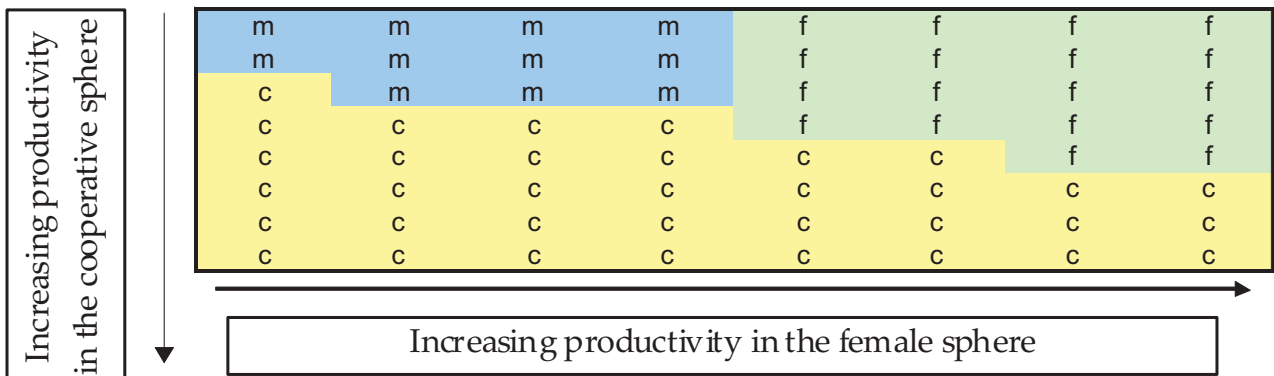 Increasing productivity
in the cooperative sphere
m m m m f f f f
m m m m f f f f
c m m m f f f f
c c c c f f f f
c c c c c c f f
c c c c c c c c
c c c c c c c c
c c c c c c c c
Increasing productivity in the female sphere